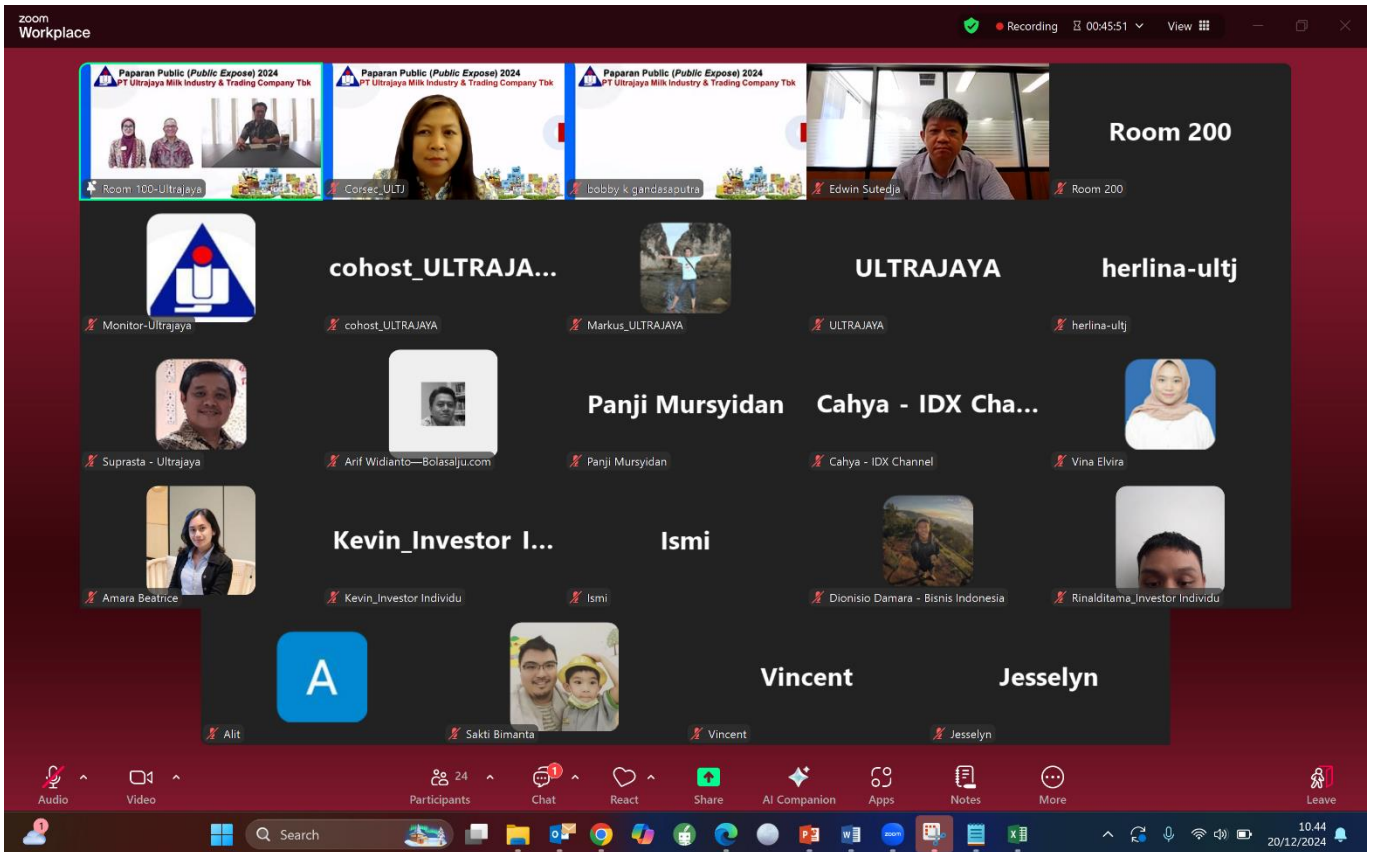 zoom
Workplace
Recording
00:45:51
View
Paparan Public (Public Expose) 2024
PT Ultrajaya Milk Industry & Trading Company Tbk
Room 100-Ultrajaya
Paparan Public (Public Expose) 2024
PT Ultrajaya Milk Industry & Trading Company Tbk
Corsec_ULTJ
Paparan Public (Public Expose) 2024
PT Ultrajaya Milk Industry & Trading Company Tbk
bobby k gandasaputra
Edwin Sutedja
Room 200
Room 200
Monitor-Ultrajaya
cohost_ULTRAJA...
cohost_ULTRAJAYA
Markus_ULTRAJAYA
ULTRAJAYA
ULTRAJAYA
herlina-ultj
herlina-ultj
Suprasta - Ultrajaya
Arif Widianto—Bolasalju.com
Panji Mursyidan
Panji Mursyidan
Cahya - IDX Cha...
Cahya - IDX Channel
Vina Elvira
Amara Beatrice
Kevin_Investor I...
Kevin_Investor Individu
Ismi
Ismi
Dionisio Damara - Bisnis Indonesia
Rinalditama_Investor Individu
A
Alit
Sakti Bimanta
Vincent
Vincent
Jesselyn
Jesselyn
Audio
Video
24
Participants
1
Chat
React
Share
AI Companion
Apps
Notes
More
Leave
1
Search
10.44
20/12/2024